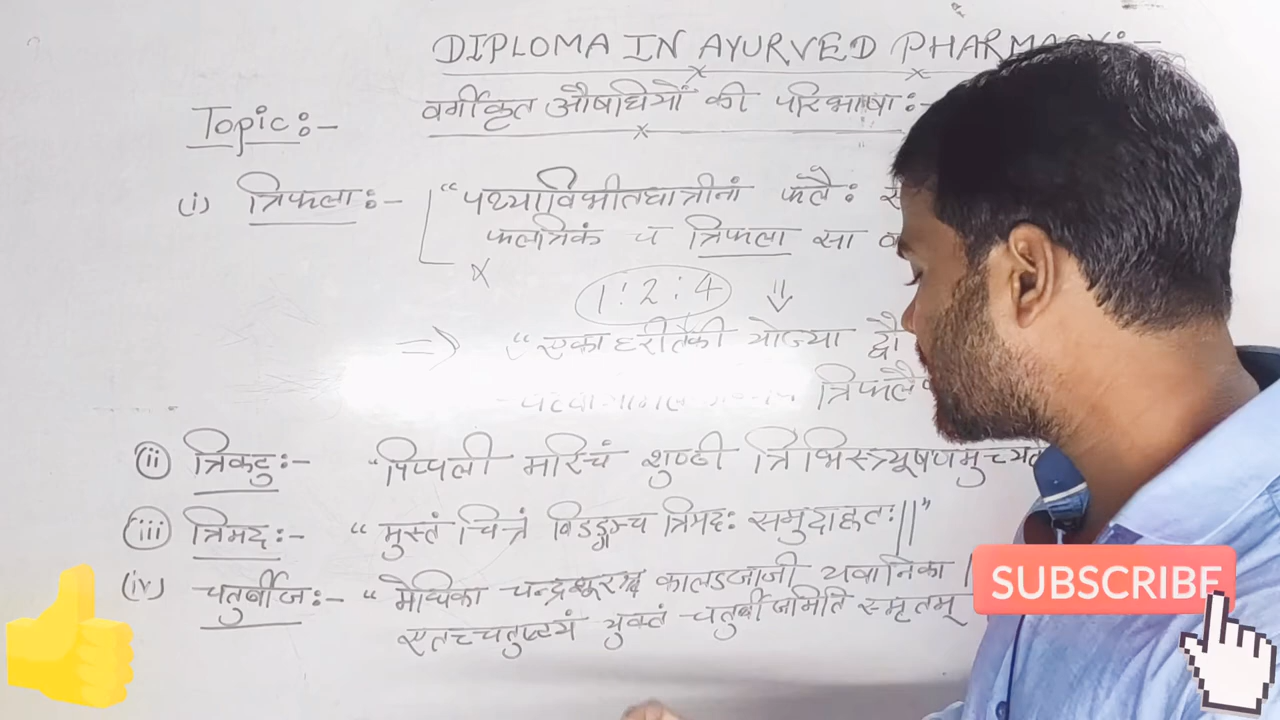 DIPLOMA IN AYURVED PHARMACY:-
वर्गीकृत औषधियों की परिभाषा:-
Topic:-
(i) त्रिफला:- "पथ्याविभीतधात्रीनां फलै:
फलत्रिकं च त्रिफला सा
1:2:4
=> "एका हरीतकी योज्या द्वौ
(ii) त्रिकटु:- "पिप्पली मरिचं शुण्ठी त्रिभिस्त्र्यूषणमुच्यते
(iii) त्रिमद:- "मुस्तं चित्रं विडङ्गञ्च त्रिमद: समुदाहृत:||"
(iv) चतुर्बीज:- "मेथिका चन्द्रशूरश्च कालाऽजाजी यवानिका |
एतच्चतुष्टयं युक्तं चतुर्बीजमिति स्मृतम्
SUBSCRIBE